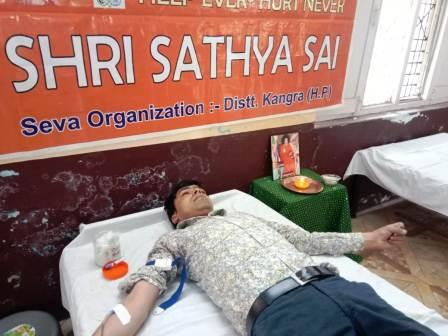 HELP EVER HURT NEVER
SHRI SATHYA SAI
Seva Organization :- Distt. Kangra (H.P)